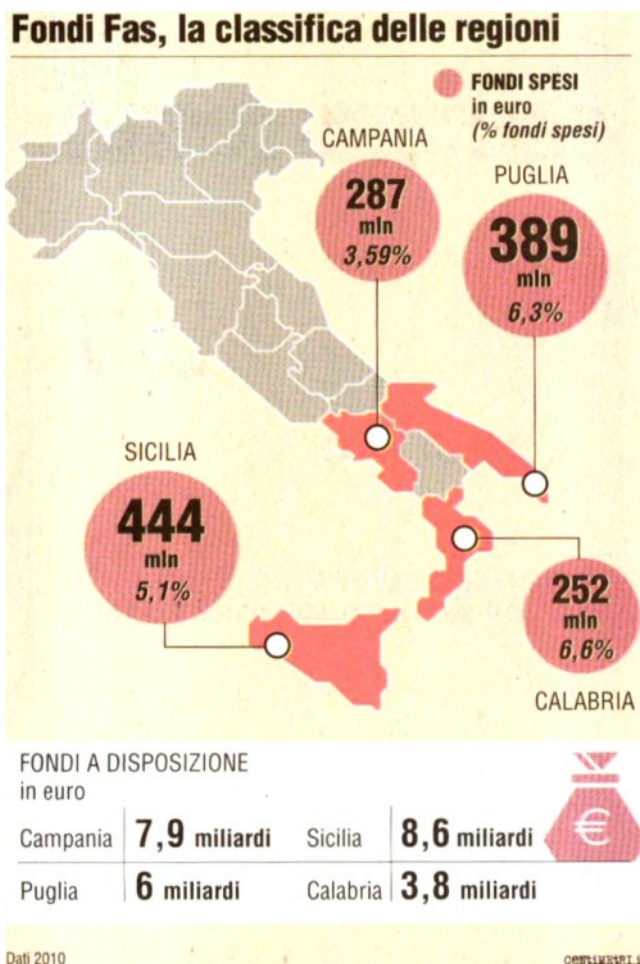 Fondi Fas, la classifica delle regioni
FONDI SPESI
in euro
(% fondi spesi)
CAMPANIA
287
mln
3,59%
PUGLIA
389
mln
6,3%
SICILIA
444
mln
5,1%
252
mln
6,6%
CALABRIA
FONDI A DISPOSIZIONE
in euro
€
Campania 7,9 miliardi Sicilia 8,6 miliardi
Puglia 6 miliardi Calabria 3,8 miliardi
Dati 2010